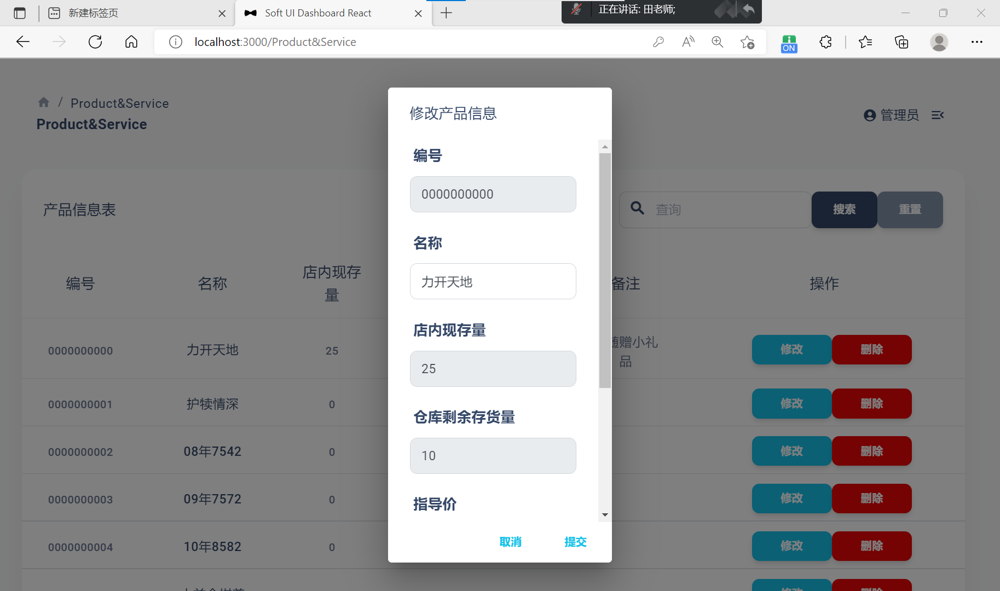 新建标签页
Soft UI Dashboard React
正在讲话: 田老师;
localhost:3000/Product&Service
ON
/ Product&Service
Product&Service
管理员
产品信息表
查询
搜索
重置
编号
名称
店内现存
量
备注
操作
0000000000
力开天地
25
随赠小礼
品
修改
删除
0000000001
护犊情深
0
修改
删除
0000000002
08年7542
0
修改
删除
0000000003
09年7572
0
修改
删除
0000000004
10年8582
0
修改
删除
修改
删除
修改产品信息
编号
0000000000
名称
力开天地
店内现存量
25
仓库剩余存货量
10
指导价
取消
提交